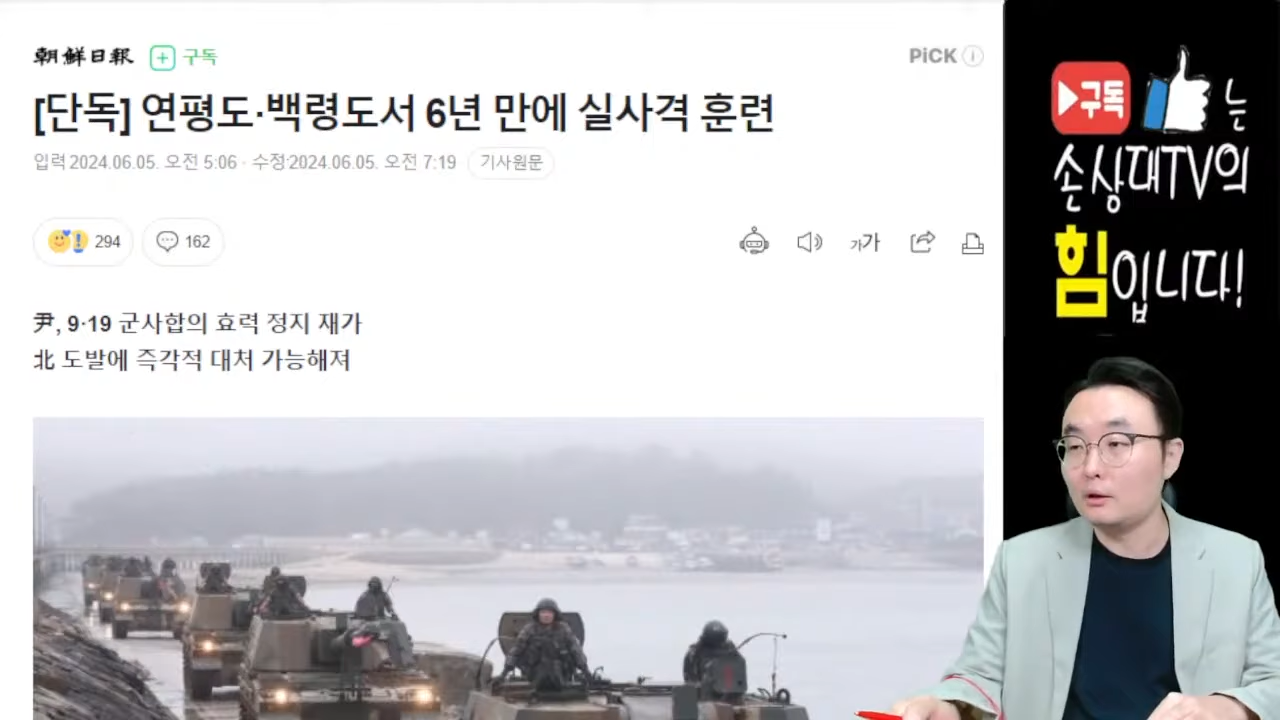 朝鮮日報 구독
PiCK
[단독] 연평도·백령도서 6년 만에 실사격 훈련
입력 2024.06.05. 오전 5:06 · 수정 2024.06.05. 오전 7:19 기사원문
294 162
가가
尹, 9·19 군사합의 효력 정지 재가
北 도발에 즉각적 대처 가능해져
구독 는
손상대TV의
힘입니다!